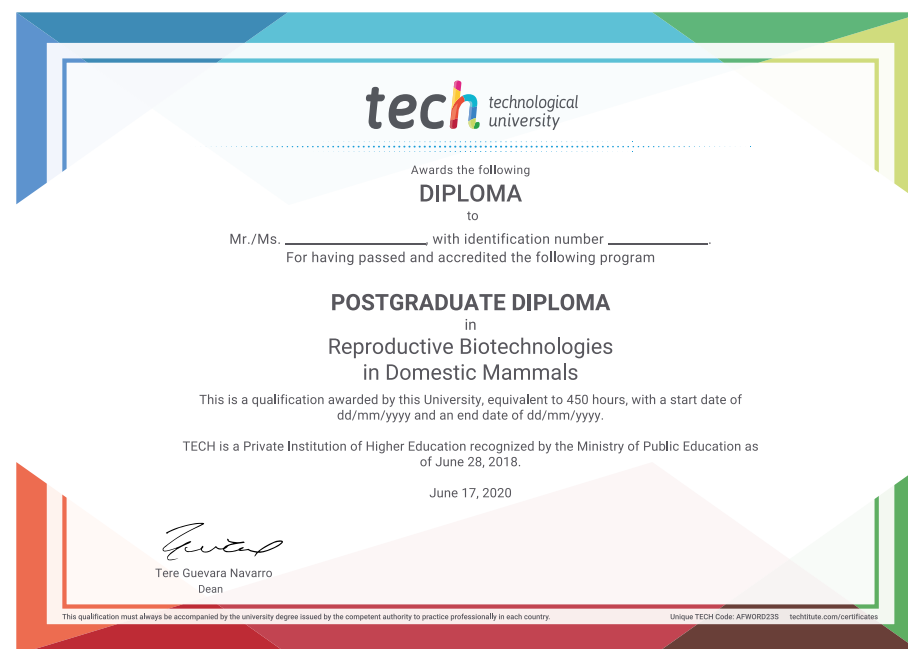 tech technological
university
Awards the following
DIPLOMA
to
Mr./Ms. ______________, with identification number __________.
For having passed and accredited the following program
POSTGRADUATE DIPLOMA
in
Reproductive Biotechnologies
in Domestic Mammals
This is a qualification awarded by this University, equivalent to 450 hours, with a start date of
dd/mm/yyyy and an end date of dd/mm/yyyy.
TECH is a Private Institution of Higher Education recognized by the Ministry of Public Education as
of June 28, 2018.
June 17, 2020
Tere Guevara Navarro
Dean
This qualification must always be accompanied by the university degree issued by the competent authority to practice professionally in each country.
Unique TECH Code: AFWORD23S techtitute.com/certificates